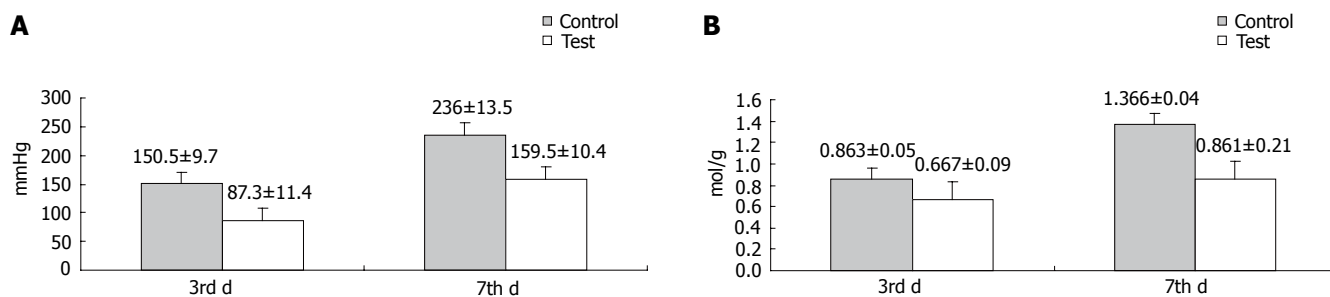 A
Control
Test
mmHg
300
250
200
150
100
50
0
150.5±9.7
87.3±11.4
236±13.5
159.5±10.4
3rd d
7th d
B
Control
Test
mol/g
1.6
1.4
1.2
1.0
0.8
0.6
0.4
0.2
0.0
0.863±0.05
0.667±0.09
1.366±0.04
0.861±0.21
3rd d
7th d